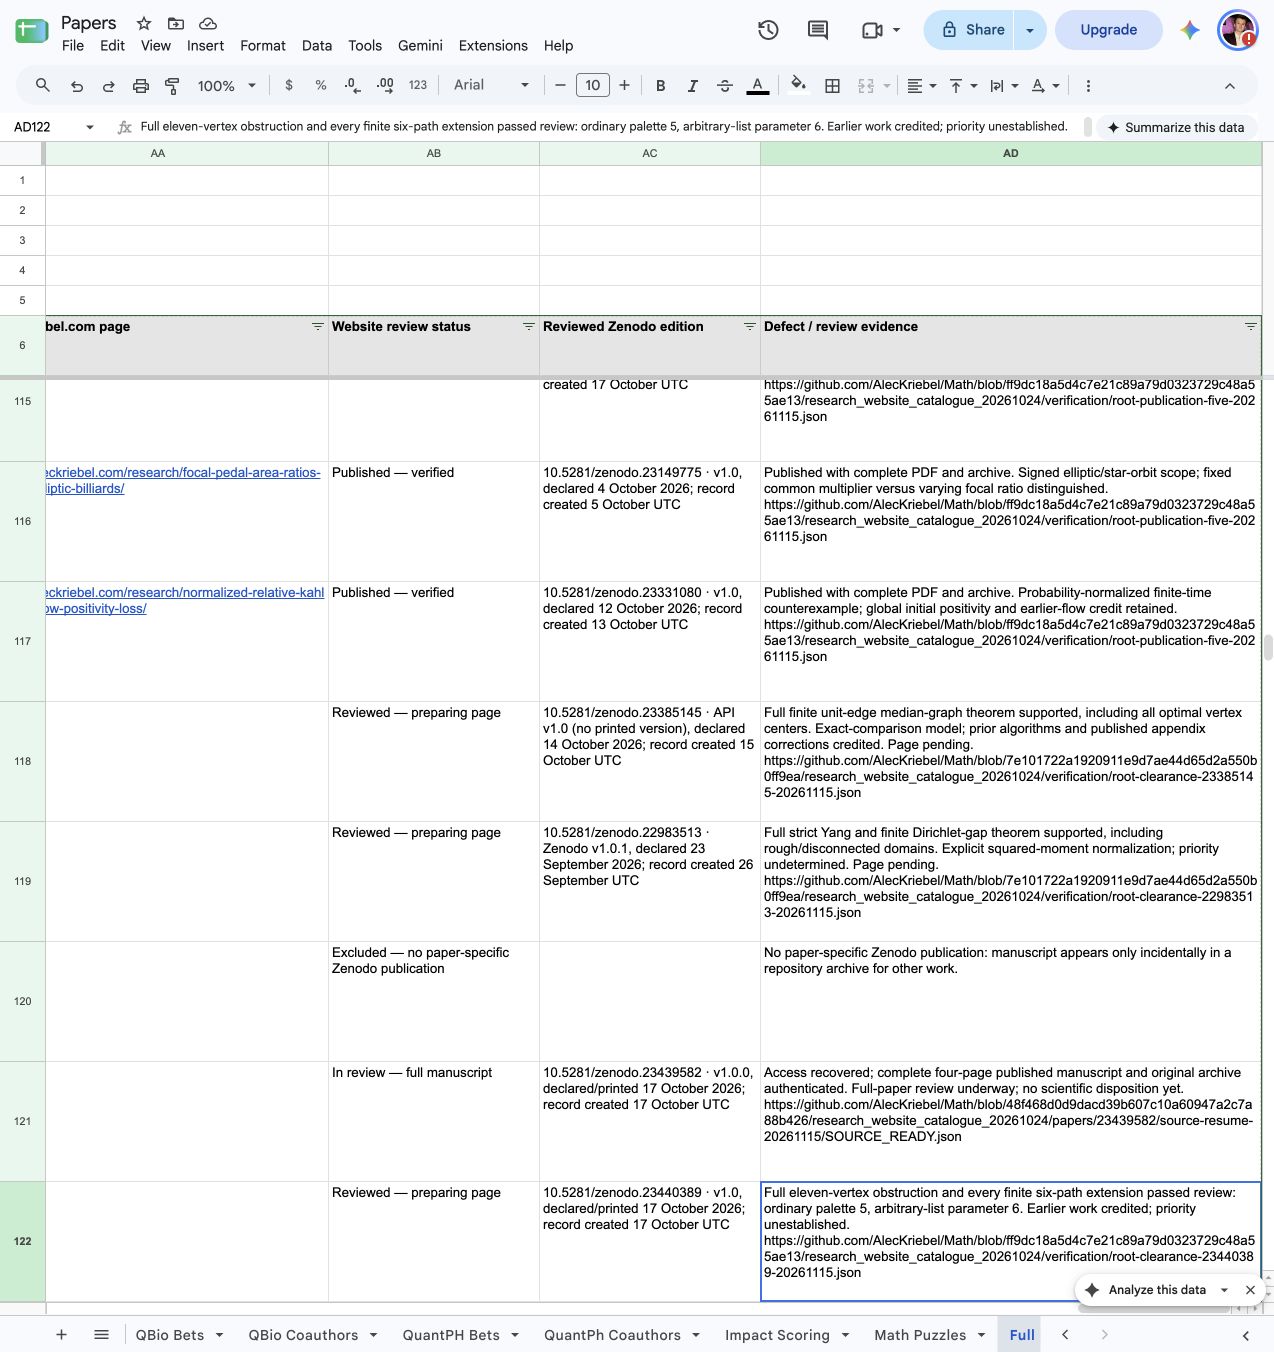 Papers
File Edit View Insert Format Data Tools Gemini Extensions Help
Share
Upgrade
100%
$ % .0 .00 123
Arial
10
B I A
AD122
fx Full eleven-vertex obstruction and every finite six-path extension passed review: ordinary palette 5, arbitrary-list parameter 6. Earlier work credited; priority unestablished.
Summarize this data
AA AB AC AD
1
2
3
4
5
6
bel.com page
Website review status
Reviewed Zenodo edition
Defect / review evidence
115
created 17 October UTC
https://github.com/AlecKriebel/Math/blob/ff9dc18a5d4c7e21c89a79d0323729c48a5
5ae13/research_website_catalogue_20261024/verification/root-publication-five-202
61115.json
116
eckriebel.com/research/focal-pedal-area-ratios-
liptic-billiards/
Published — verified
10.5281/zenodo.23149775 · v1.0,
declared 4 October 2026; record
created 5 October UTC
Published with complete PDF and archive. Signed elliptic/star-orbit scope; fixed
common multiplier versus varying focal ratio distinguished.
https://github.com/AlecKriebel/Math/blob/ff9dc18a5d4c7e21c89a79d0323729c48a5
5ae13/research_website_catalogue_20261024/verification/root-publication-five-202
61115.json
117
eckriebel.com/research/normalized-relative-kahl
ow-positivity-loss/
Published — verified
10.5281/zenodo.23331080 · v1.0,
declared 12 October 2026; record
created 13 October UTC
Published with complete PDF and archive. Probability-normalized finite-time
counterexample; global initial positivity and earlier-flow credit retained.
https://github.com/AlecKriebel/Math/blob/ff9dc18a5d4c7e21c89a79d0323729c48a5
5ae13/research_website_catalogue_20261024/verification/root-publication-five-202
61115.json
118
Reviewed — preparing page
10.5281/zenodo.23385145 · API
v1.0 (no printed version), declared
14 October 2026; record created 15
October UTC
Full finite unit-edge median-graph theorem supported, including all optimal vertex
centers. Exact-comparison model; prior algorithms and published appendix
corrections credited. Page pending.
https://github.com/AlecKriebel/Math/blob/7e101722a1920911e9d7ae44d65d2a550b
0ff9ea/research_website_catalogue_20261024/verification/root-clearance-2338514
5-20261115.json
119
Reviewed — preparing page
10.5281/zenodo.22983513 ·
Zenodo v1.0.1, declared 23
September 2026; record created 26
September UTC
Full strict Yang and finite Dirichlet-gap theorem supported, including
rough/disconnected domains. Explicit squared-moment normalization; priority
undetermined. Page pending.
https://github.com/AlecKriebel/Math/blob/7e101722a1920911e9d7ae44d65d2a550b
0ff9ea/research_website_catalogue_20261024/verification/root-clearance-2298351
3-20261115.json
120
Excluded — no paper-specific
Zenodo publication
No paper-specific Zenodo publication: manuscript appears only incidentally in a
repository archive for other work.
121
In review — full manuscript
10.5281/zenodo.23439582 · v1.0.0,
declared/printed 17 October 2026;
record created 17 October UTC
Access recovered; complete four-page published manuscript and original archive
authenticated. Full-paper review underway; no scientific disposition yet.
https://github.com/AlecKriebel/Math/blob/48f468d0d9dacd39b607c10a60947a2c7a
88b426/research_website_catalogue_20261024/papers/23439582/source-resume-
20261115/SOURCE_READY.json
122
Reviewed — preparing page
10.5281/zenodo.23440389 · v1.0,
declared/printed 17 October 2026;
record created 17 October UTC
Full eleven-vertex obstruction and every finite six-path extension passed review:
ordinary palette 5, arbitrary-list parameter 6. Earlier work credited; priority
unestablished.
https://github.com/AlecKriebel/Math/blob/ff9dc18a5d4c7e21c89a79d0323729c48a5
5ae13/research_website_catalogue_20261024/verification/root-clearance-2344038
9-20261115.json
Analyze this data
QBio Bets QBio Coauthors QuantPH Bets QuantPh Coauthors Impact Scoring Math Puzzles Full